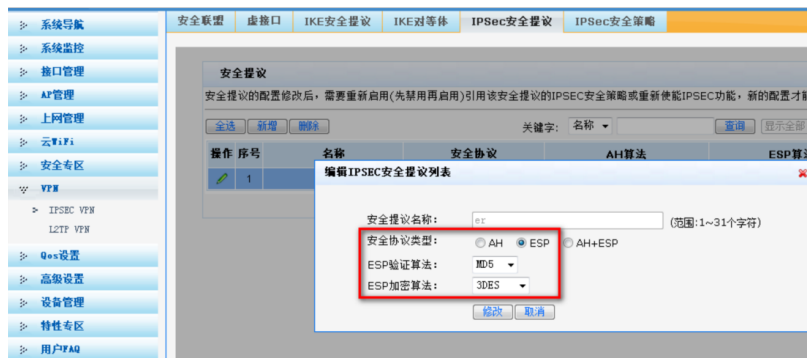 系统导航
系统监控
接口管理
AP管理
上网管理
云WiFi
安全专区
VPN
IPSEC VPN
L2TP VPN
Qos设置
高级设置
设备管理
特性专区
用户FAQ
安全联盟 虚接口 IKE安全提议 IKE对等体 IPSec安全提议 IPSec安全策略
安全提议
安全提议的配置修改后，需要重新启用(先禁用再启用)引用该安全提议的IPSEC安全策略或重新使能IPSEC功能，新的配置才能
全选 新增 删除 关键字: 名称 查询 显示全部
操作 序号 名称 安全协议 AH算法 ESP算法
1
编辑IPSEC安全提议列表
安全提议名称: er (范围:1~31个字符)
安全协议类型: AH ESP AH+ESP
ESP验证算法: MD5
ESP加密算法: 3DES
修改 取消